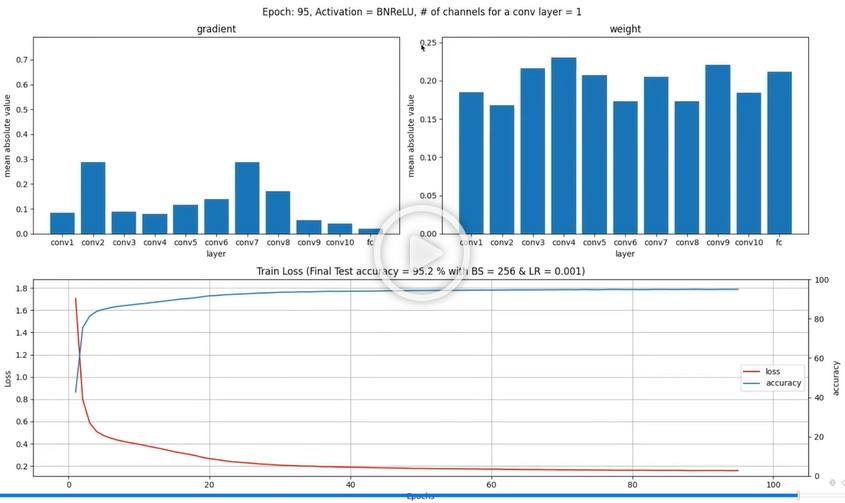 Epoch: 95, Activation = BNReLU, # of channels for a conv layer = 1
gradient
mean absolute value
0.7
0.6
0.5
0.4
0.3
0.2
0.1
0.0
conv1 conv2 conv3 conv4 conv5 conv6 conv7 conv8 conv9 conv10 fc
layer
weight
mean absolute value
0.25
0.20
0.15
0.10
0.05
0.00
conv1 conv2 conv3 conv4 conv5 conv6 conv7 conv8 conv9 conv10 fc
layer
Train Loss (Final Test accuracy = 95.2 % with BS = 256 & LR = 0.001)
Loss
1.8
1.6
1.4
1.2
1.0
0.8
0.6
0.4
0.2
100
80
60
40
20
0
accuracy
loss
accuracy
0 20 40 60 80 100
Epochs